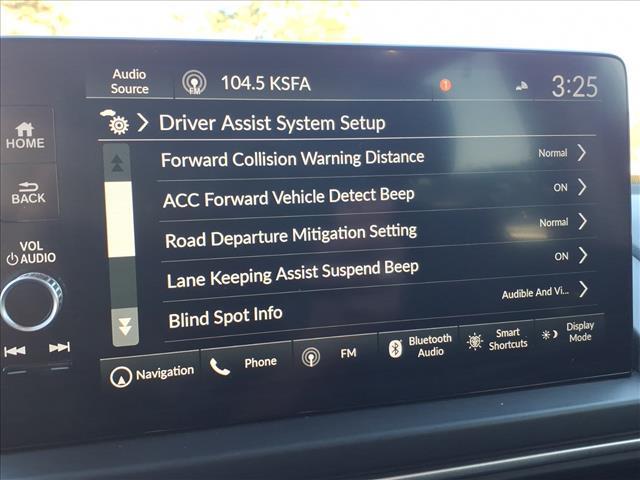 Audio
Source
FM
104.5 KSFA
1
3:25
HOME
Driver Assist System Setup
Forward Collision Warning Distance
Normal
BACK
ACC Forward Vehicle Detect Beep
ON
Road Departure Mitigation Setting
Normal
VOL
AUDIO
Lane Keeping Assist Suspend Beep
ON
Blind Spot Info
Audible And Vi...
Navigation
Phone
FM
Bluetooth
Audio
Smart
Shortcuts
Display
Mode